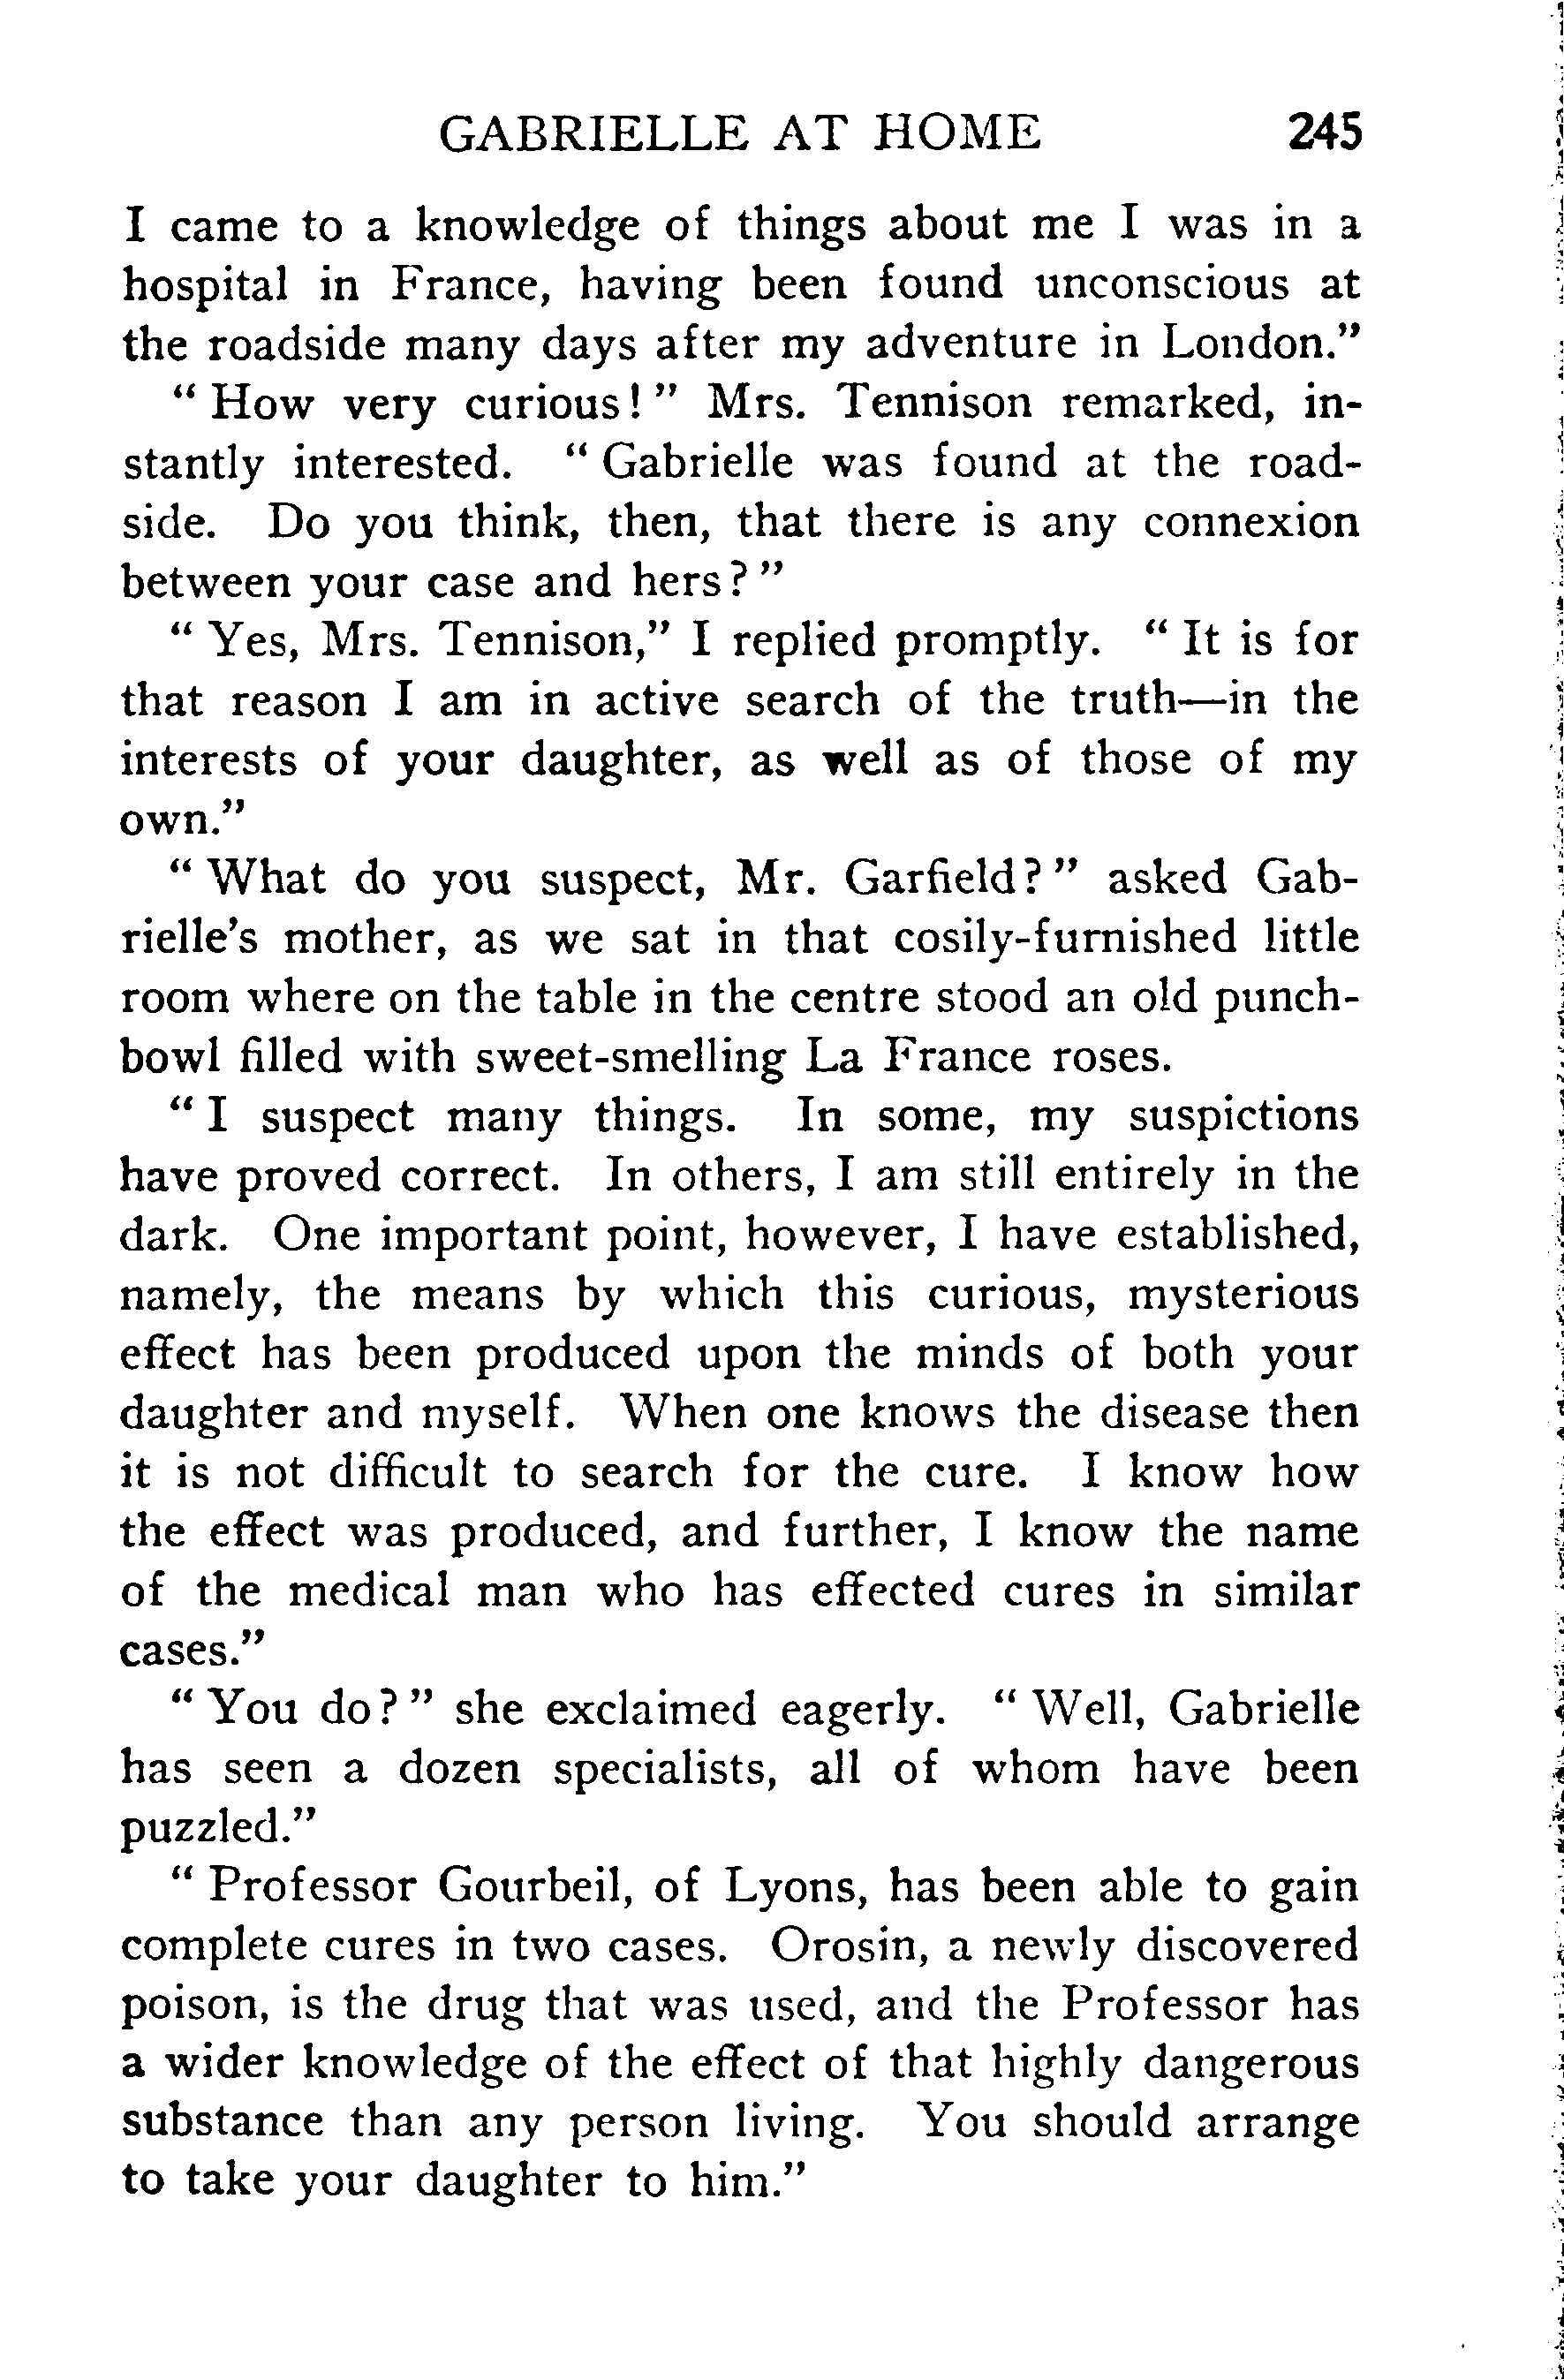 GABRIELLE AT HOME 245
I came to a knowledge of things about me I was in a
hospital in France, having been found unconscious at
the roadside many days after my adventure in London."
"How very curious!" Mrs. Tennison remarked, in-
stantly interested. "Gabrielle was found at the road-
side. Do you think, then, that there is any connexion
between your case and hers?"
"Yes, Mrs. Tennison," I replied promptly. "It is for
that reason I am in active search of the truth—in the
interests of your daughter, as well as of those of my
own."
"What do you suspect, Mr. Garfield?" asked Gab-
rielle's mother, as we sat in that cosily-furnished little
room where on the table in the centre stood an old punch-
bowl filled with sweet-smelling La France roses.
"I suspect many things. In some, my suspictions
have proved correct. In others, I am still entirely in the
dark. One important point, however, I have established,
namely, the means by which this curious, mysterious
effect has been produced upon the minds of both your
daughter and myself. When one knows the disease then
it is not difficult to search for the cure. I know how
the effect was produced, and further, I know the name
of the medical man who has effected cures in similar
cases."
"You do?" she exclaimed eagerly. "Well, Gabrielle
has seen a dozen specialists, all of whom have been
puzzled."
"Professor Gourbeil, of Lyons, has been able to gain
complete cures in two cases. Orosin, a newly discovered
poison, is the drug that was used, and the Professor has
a wider knowledge of the effect of that highly dangerous
substance than any person living. You should arrange
to take your daughter to him."